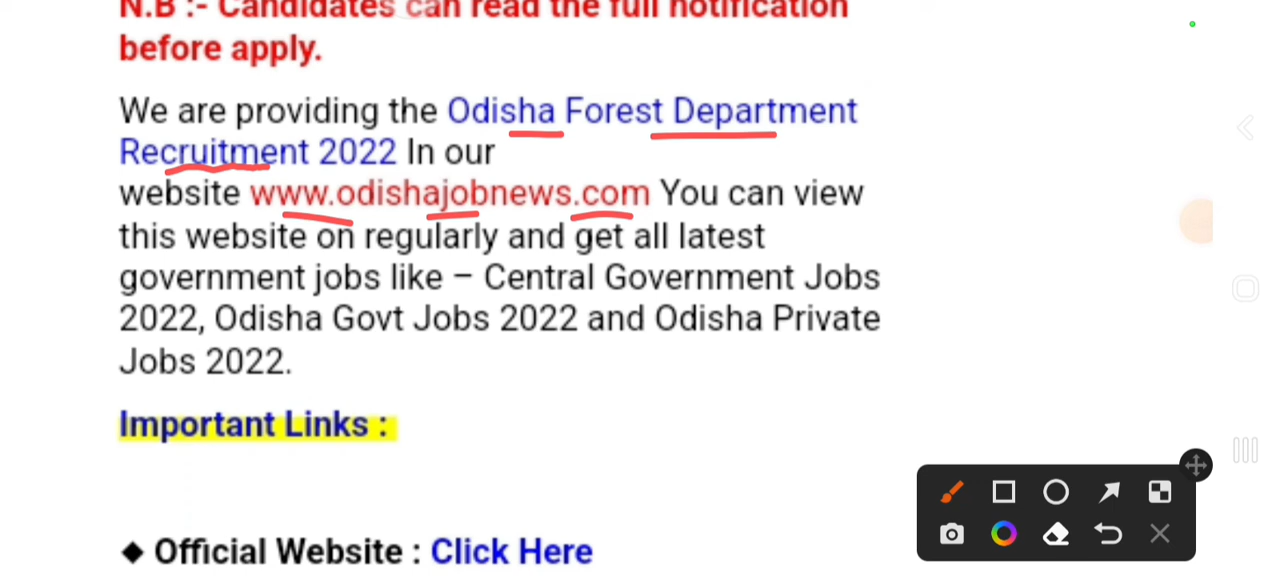 N.B :- Candidates can read the full notification
before apply.
We are providing the Odisha Forest Department
Recruitment 2022 In our
website www.odishajobnews.com You can view
this website on regularly and get all latest
government jobs like – Central Government Jobs
2022, Odisha Govt Jobs 2022 and Odisha Private
Jobs 2022.
Important Links :
◆ Official Website : Click Here